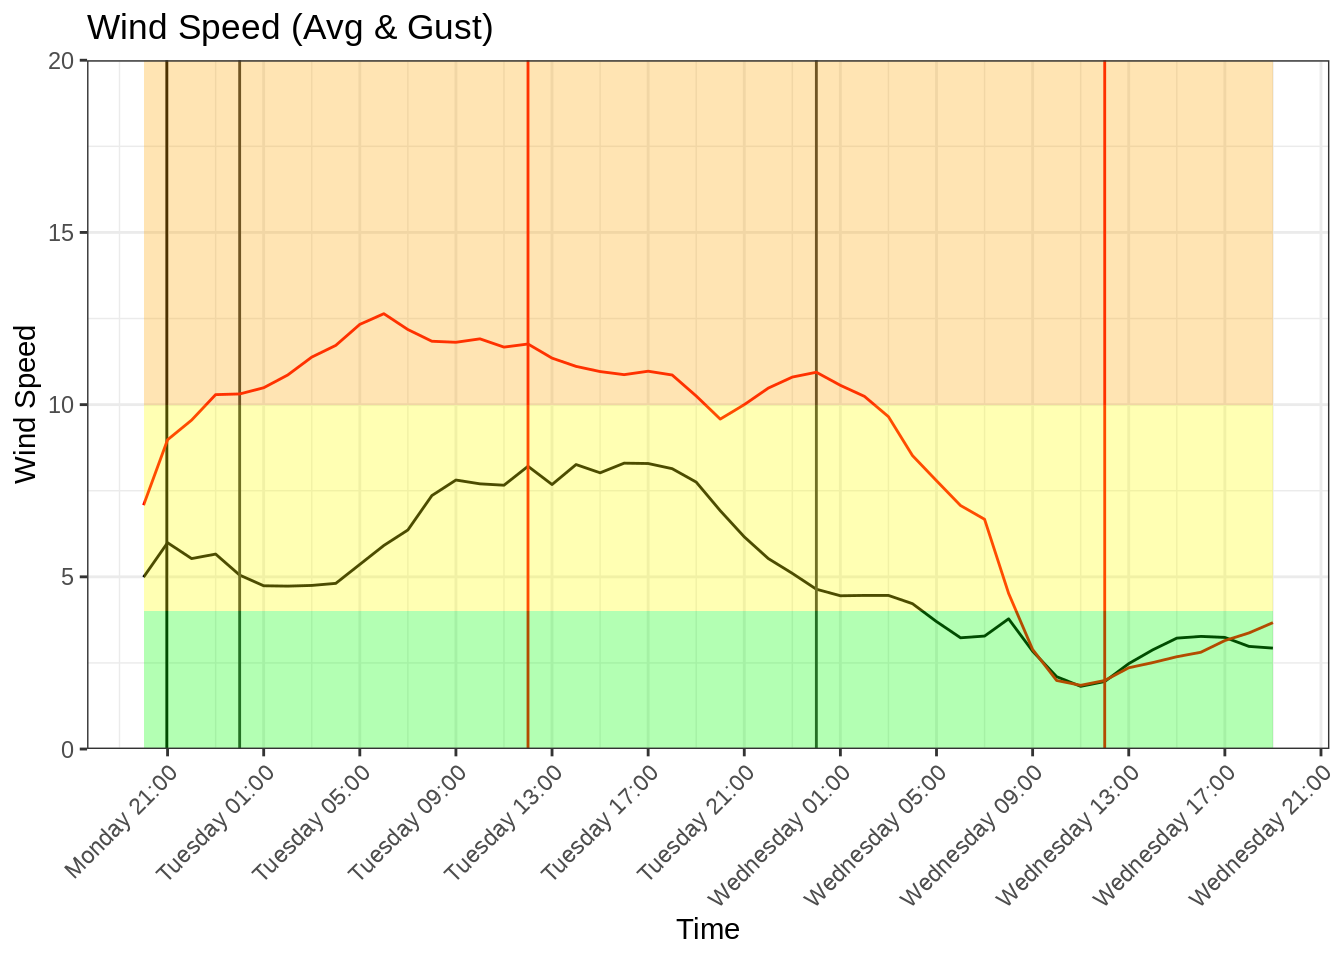 Wind Speed (Avg & Gust)
20
15
10
5
0
Wind Speed
Monday 21:00
Tuesday 01:00
Tuesday 05:00
Tuesday 09:00
Tuesday 13:00
Tuesday 17:00
Tuesday 21:00
Wednesday 01:00
Wednesday 05:00
Wednesday 09:00
Wednesday 13:00
Wednesday 17:00
Wednesday 21:00
Time